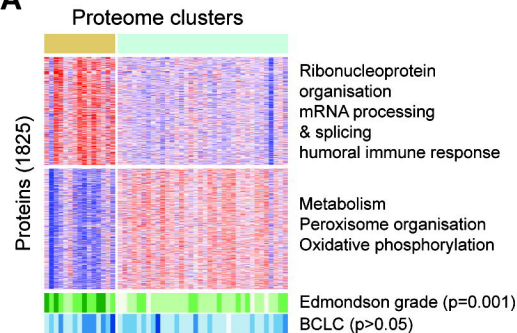 A
Proteome clusters
Proteins (1825)
Ribonucleoprotein
organisation
mRNA processing
& splicing
humoral immune response
Metabolism
Peroxisome organisation
Oxidative phosphorylation
Edmondson grade (p=0.001)
BCLC (p>0.05)